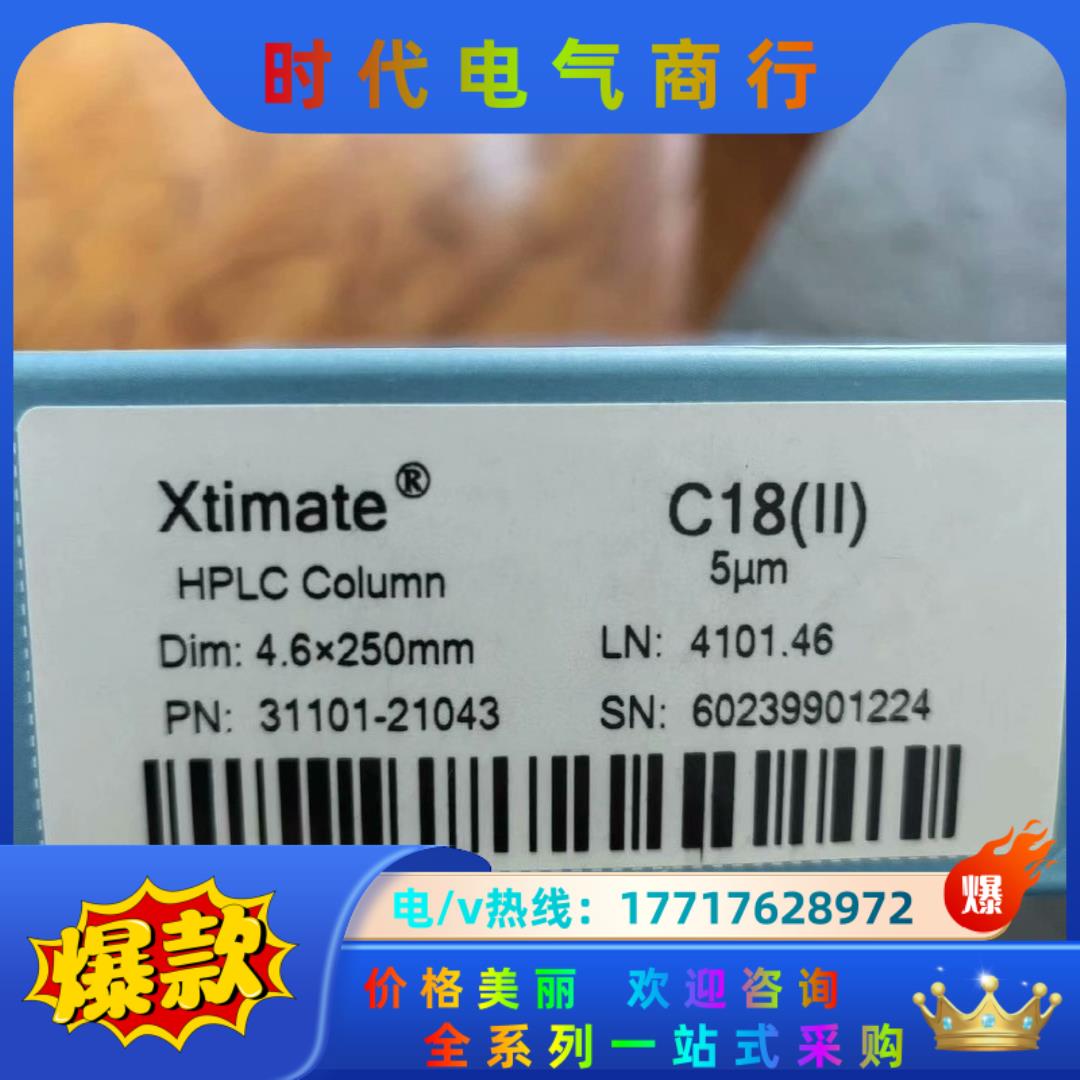 时代电气商行
Xtimate® C18(II)
HPLC Column 5μm
Dim: 4.6×250mm LN: 4101.46
PN: 31101-21043 SN: 60239901224
爆
电/v热线：17717628972
爆款
价格美丽 欢迎咨询
全系列一站式采购